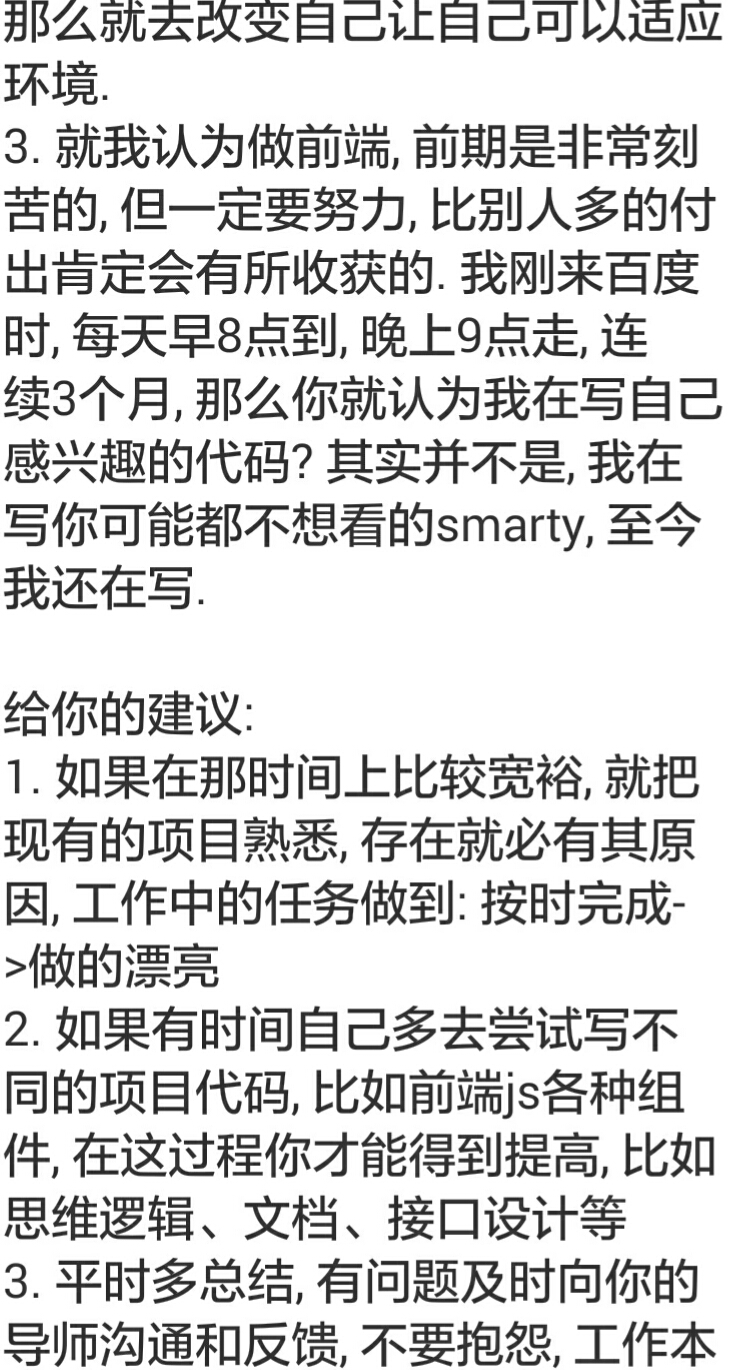 那么就去改变自己让自己可以适应
环境.
3. 就我认为做前端, 前期是非常刻
苦的, 但一定要努力, 比别人多的付
出肯定会有所收获的. 我刚来百度
时, 每天早8点到, 晚上9点走, 连
续3个月, 那么你就认为我在写自己
感兴趣的代码? 其实并不是, 我在
写你可能都不想看的smarty, 至今
我还在写.
给你的建议:
1. 如果在那时间上比较宽裕, 就把
现有的项目熟悉, 存在就必有其原
因, 工作中的任务做到: 按时完成-
>做的漂亮
2. 如果有时间自己多去尝试写不
同的项目代码, 比如前端js各种组
件, 在这过程你才能得到提高, 比如
思维逻辑、文档、接口设计等
3. 平时多总结, 有问题及时向你的
导师沟通和反馈, 不要抱怨, 工作本